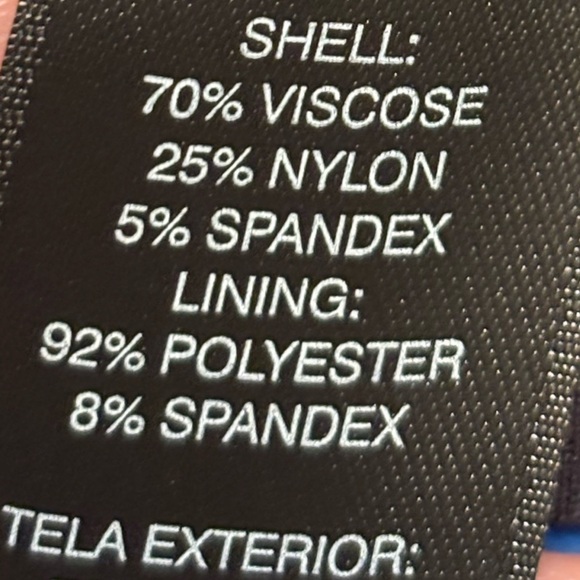 SHELL:
70% VISCOSE
25% NYLON
5% SPANDEX
LINING:
92% POLYESTER
8% SPANDEX
TELA EXTERIOR: